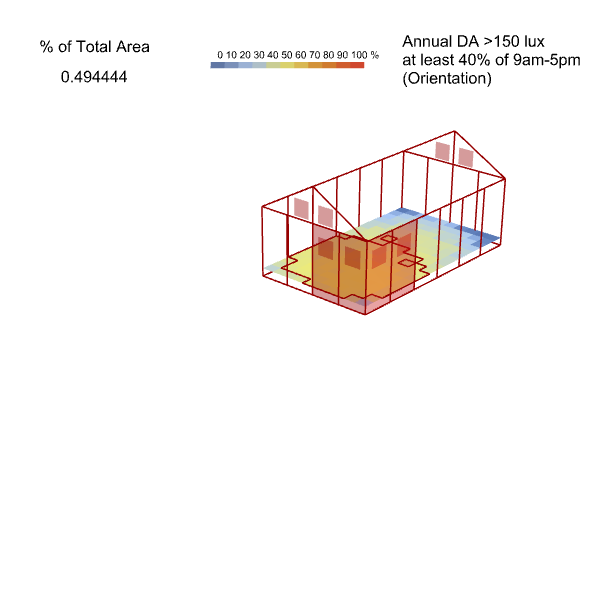 % of Total Area
0.494444
0 10 20 30 40 50 60 70 80 90 100 %
Annual DA >150 lux
at least 40% of 9am-5pm
(Orientation)